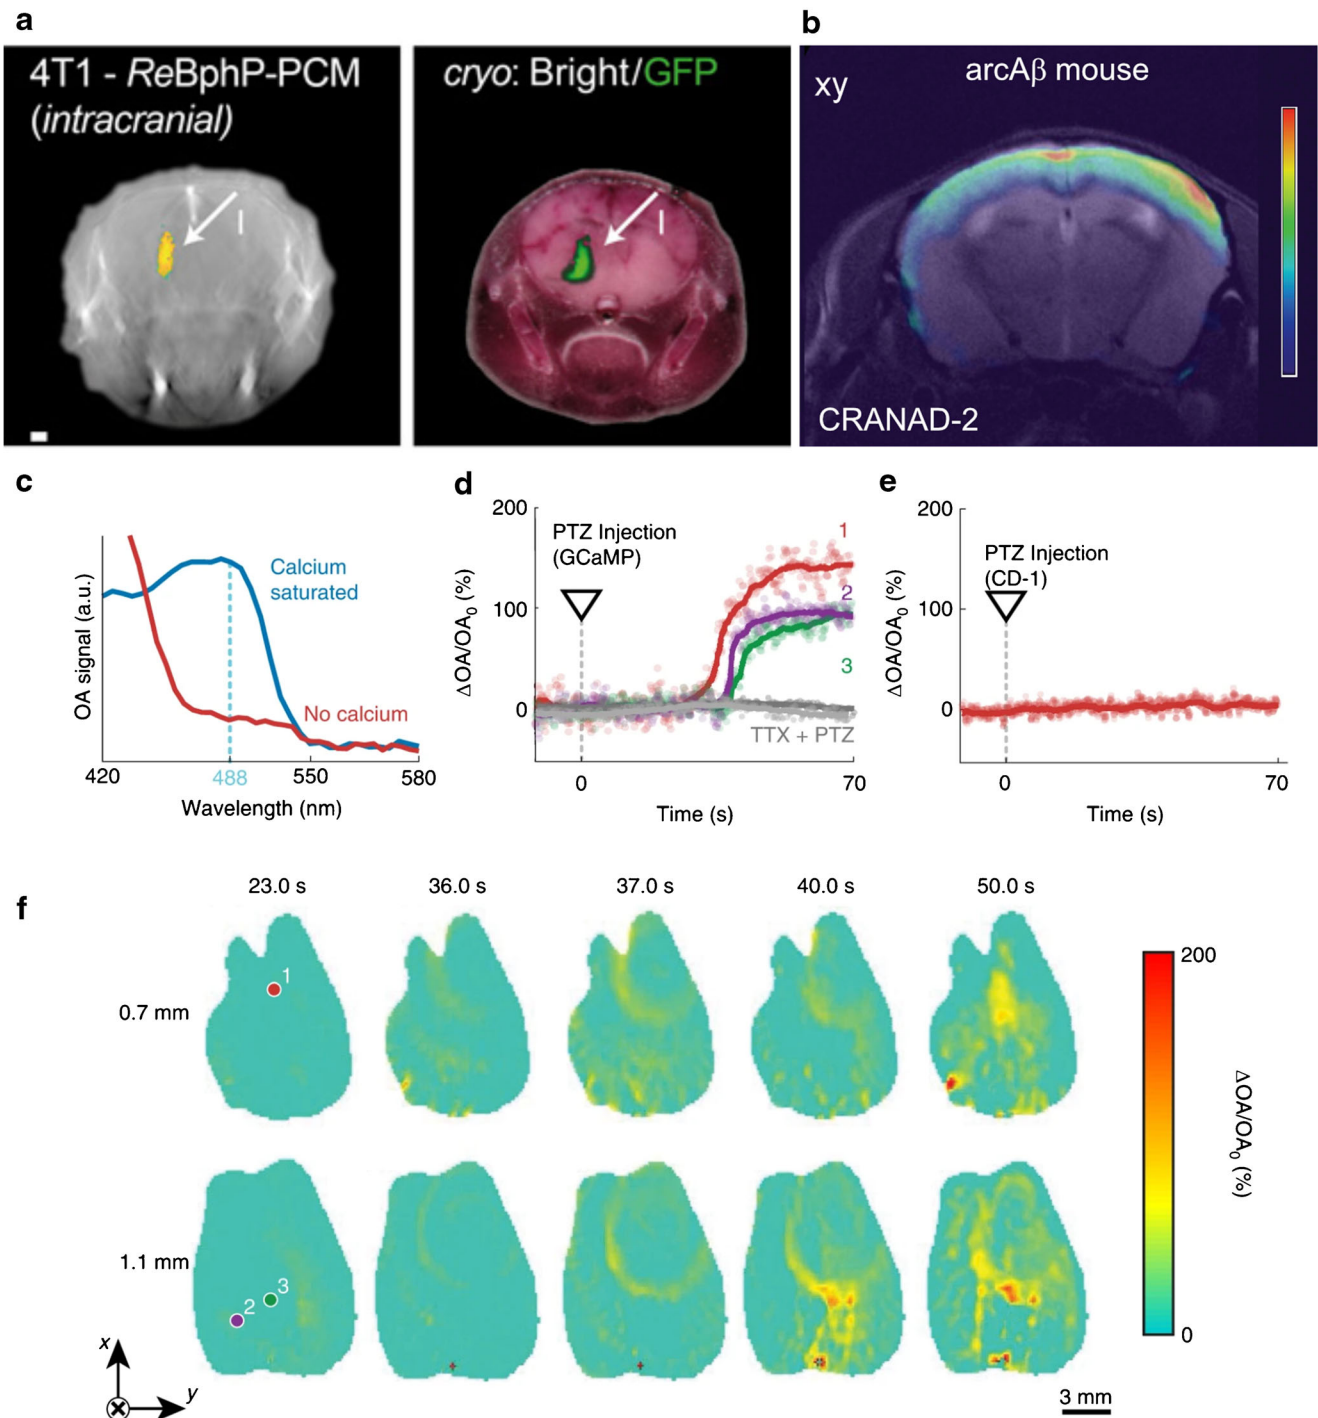 a
4T1 - ReBphP-PCM
(intracranial)
I
cryo: Bright/GFP
I
b
xy
arcAβ mouse
CRANAD-2
c
OA signal (a.u.)
Calcium
saturated
No calcium
420
488
550
580
Wavelength (nm)
d
200
100
0
ΔOA/OA0 (%)
PTZ Injection
(GCaMP)
1
2
3
TTX + PTZ
0
70
Time (s)
e
200
100
0
ΔOA/OA0 (%)
PTZ Injection
(CD-1)
0
70
Time (s)
f
23.0 s
36.0 s
37.0 s
40.0 s
50.0 s
0.7 mm
1
1.1 mm
2
3
x
y
200
ΔOA/OA0 (%)
0
3 mm